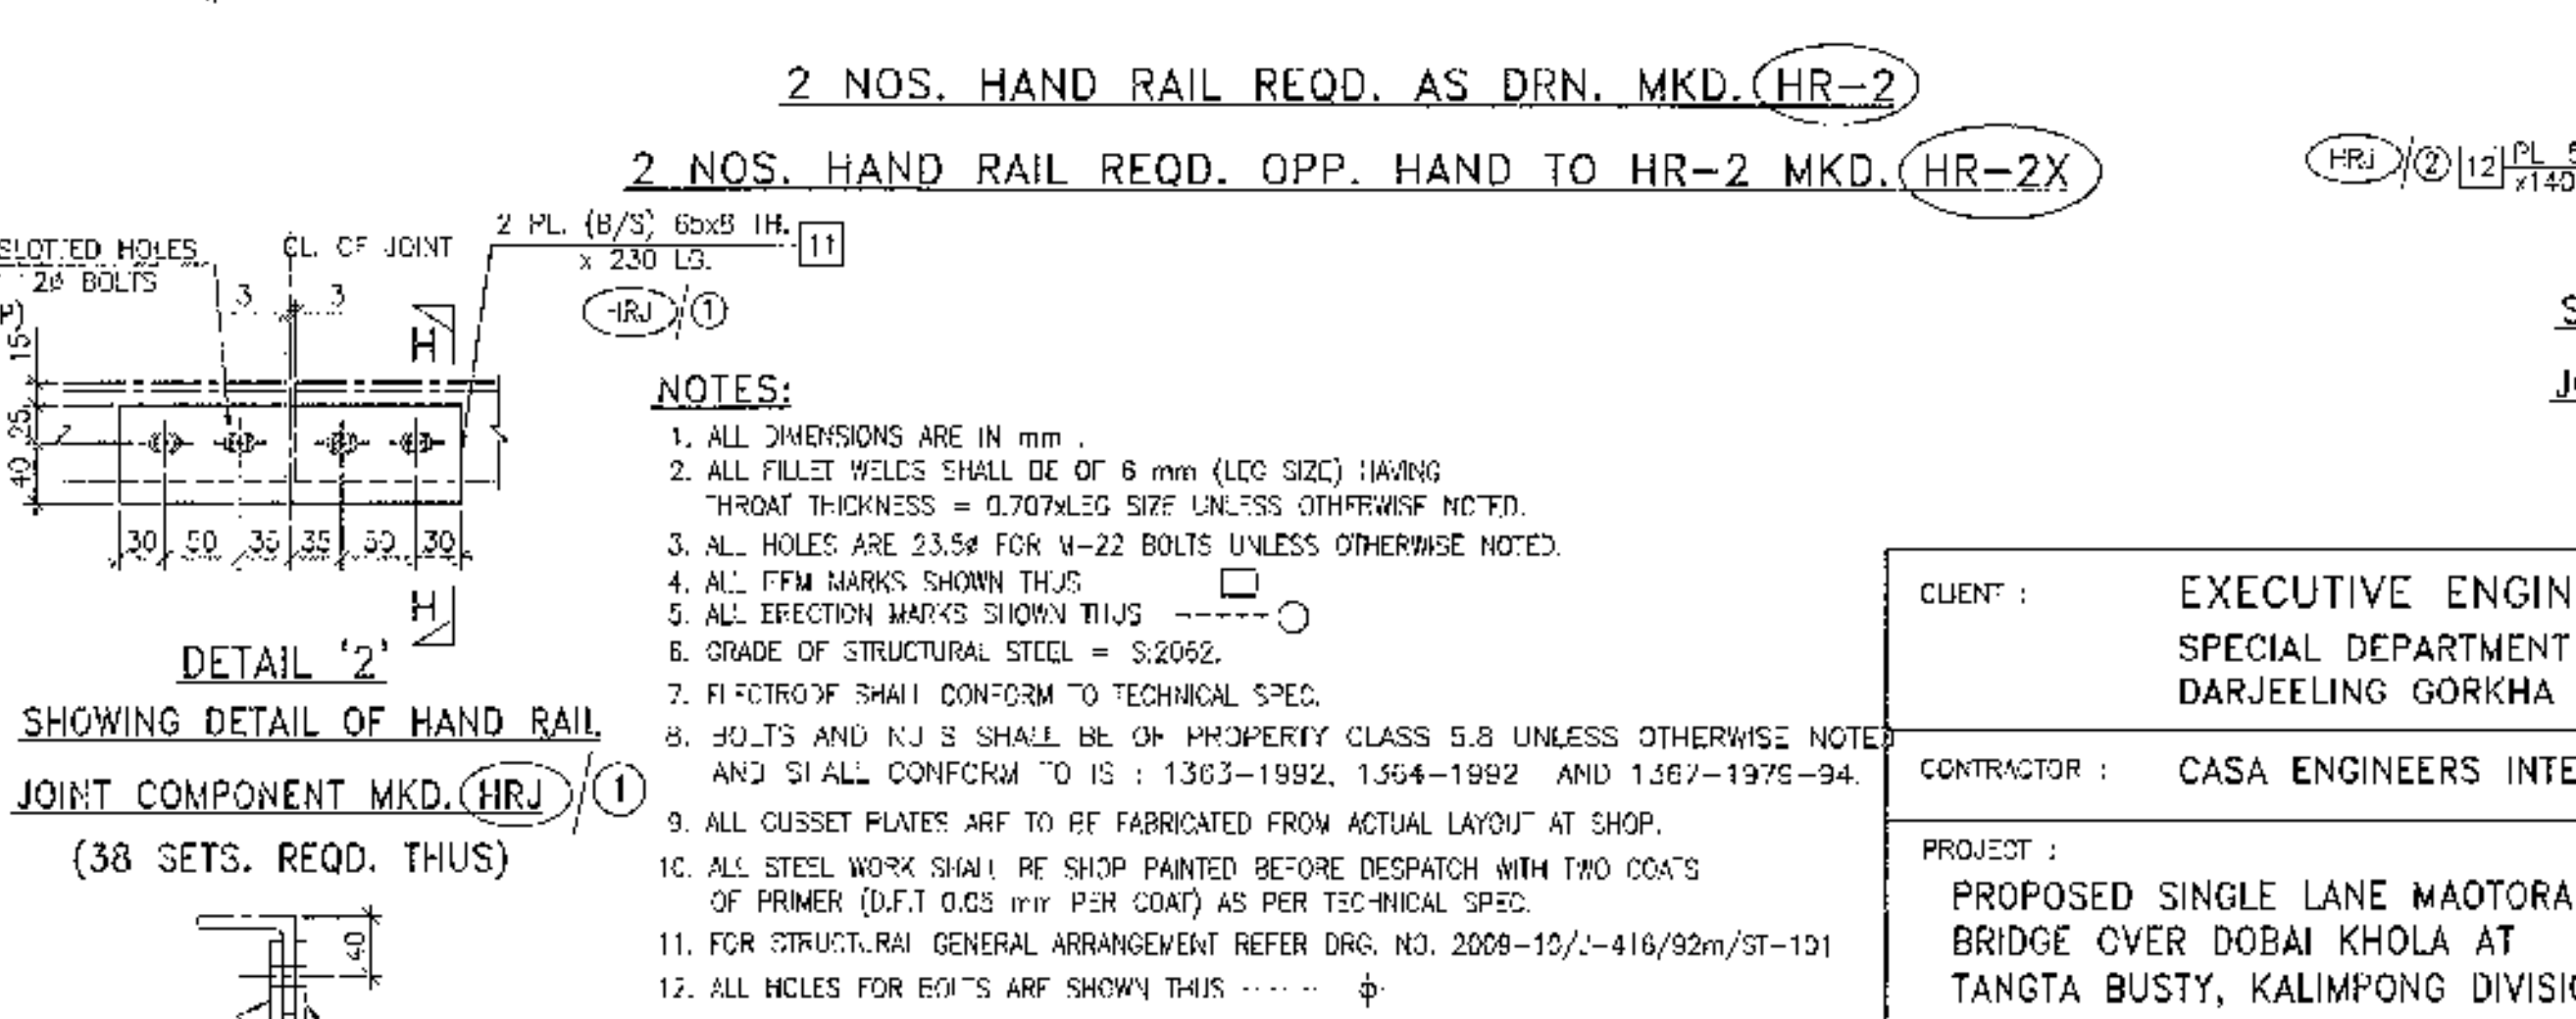 2 NOS. HAND RAIL REQD. AS DRN. MKD. HR-2
2 NOS. HAND RAIL REQD. OPP. HAND TO HR-2 MKD. HR-2X
HRJ / 2 12 PL
x140
SLOTTED HOLES
BOLTS
CL. OF JOINT
2 PL. (B/S) 65x8 TH. 11
x 230 LG.
HRJ / 1
3 3
H
15
25
40
30 50 35 35 50 30
H
DETAIL '2'
SHOWING DETAIL OF HAND RAIL
JOINT COMPONENT MKD. HRJ / 1
(38 SETS. REQD. THUS)
40
NOTES:
1. ALL DIMENSIONS ARE IN mm .
2. ALL FILLET WELDS SHALL BE OF 6 mm (LEG SIZE) HAVING
THROAT THICKNESS = 0.707xLEG SIZE UNLESS OTHERWISE NOTED.
3. ALL HOLES ARE 23.5ø FOR M-22 BOLTS UNLESS OTHERWISE NOTED.
4. ALL ITEM MARKS SHOWN THUS
5. ALL ERECTION MARKS SHOWN THUS -----
6. GRADE OF STRUCTURAL STEEL = IS:2062.
7. ELECTRODE SHALL CONFORM TO TECHNICAL SPEC.
8. BOLTS AND NUTS SHALL BE OF PROPERTY CLASS 5.8 UNLESS OTHERWISE NOTED
AND SHALL CONFORM TO IS : 1363-1992, 1364-1992 AND 1367-1979-94.
9. ALL GUSSET PLATES ARE TO BE FABRICATED FROM ACTUAL LAYOUT AT SHOP.
10. ALL STEEL WORK SHALL BE SHOP PAINTED BEFORE DESPATCH WITH TWO COATS
OF PRIMER (D.F.T 0.05 mm PER COAT) AS PER TECHNICAL SPEC.
11. FOR STRUCTURAL GENERAL ARRANGEMENT REFER DRG. NO. 2009-10/J-416/92m/ST-101
12. ALL HOLES FOR BOLTS ARE SHOWN THUS
CLIENT : EXECUTIVE ENGIN
SPECIAL DEPARTMENT
DARJEELING GORKHA
CONTRACTOR : CASA ENGINEERS INTE
PROJECT :
PROPOSED SINGLE LANE MAOTORA
BRIDGE OVER DOBAI KHOLA AT
TANGTA BUSTY, KALIMPONG DIVISI